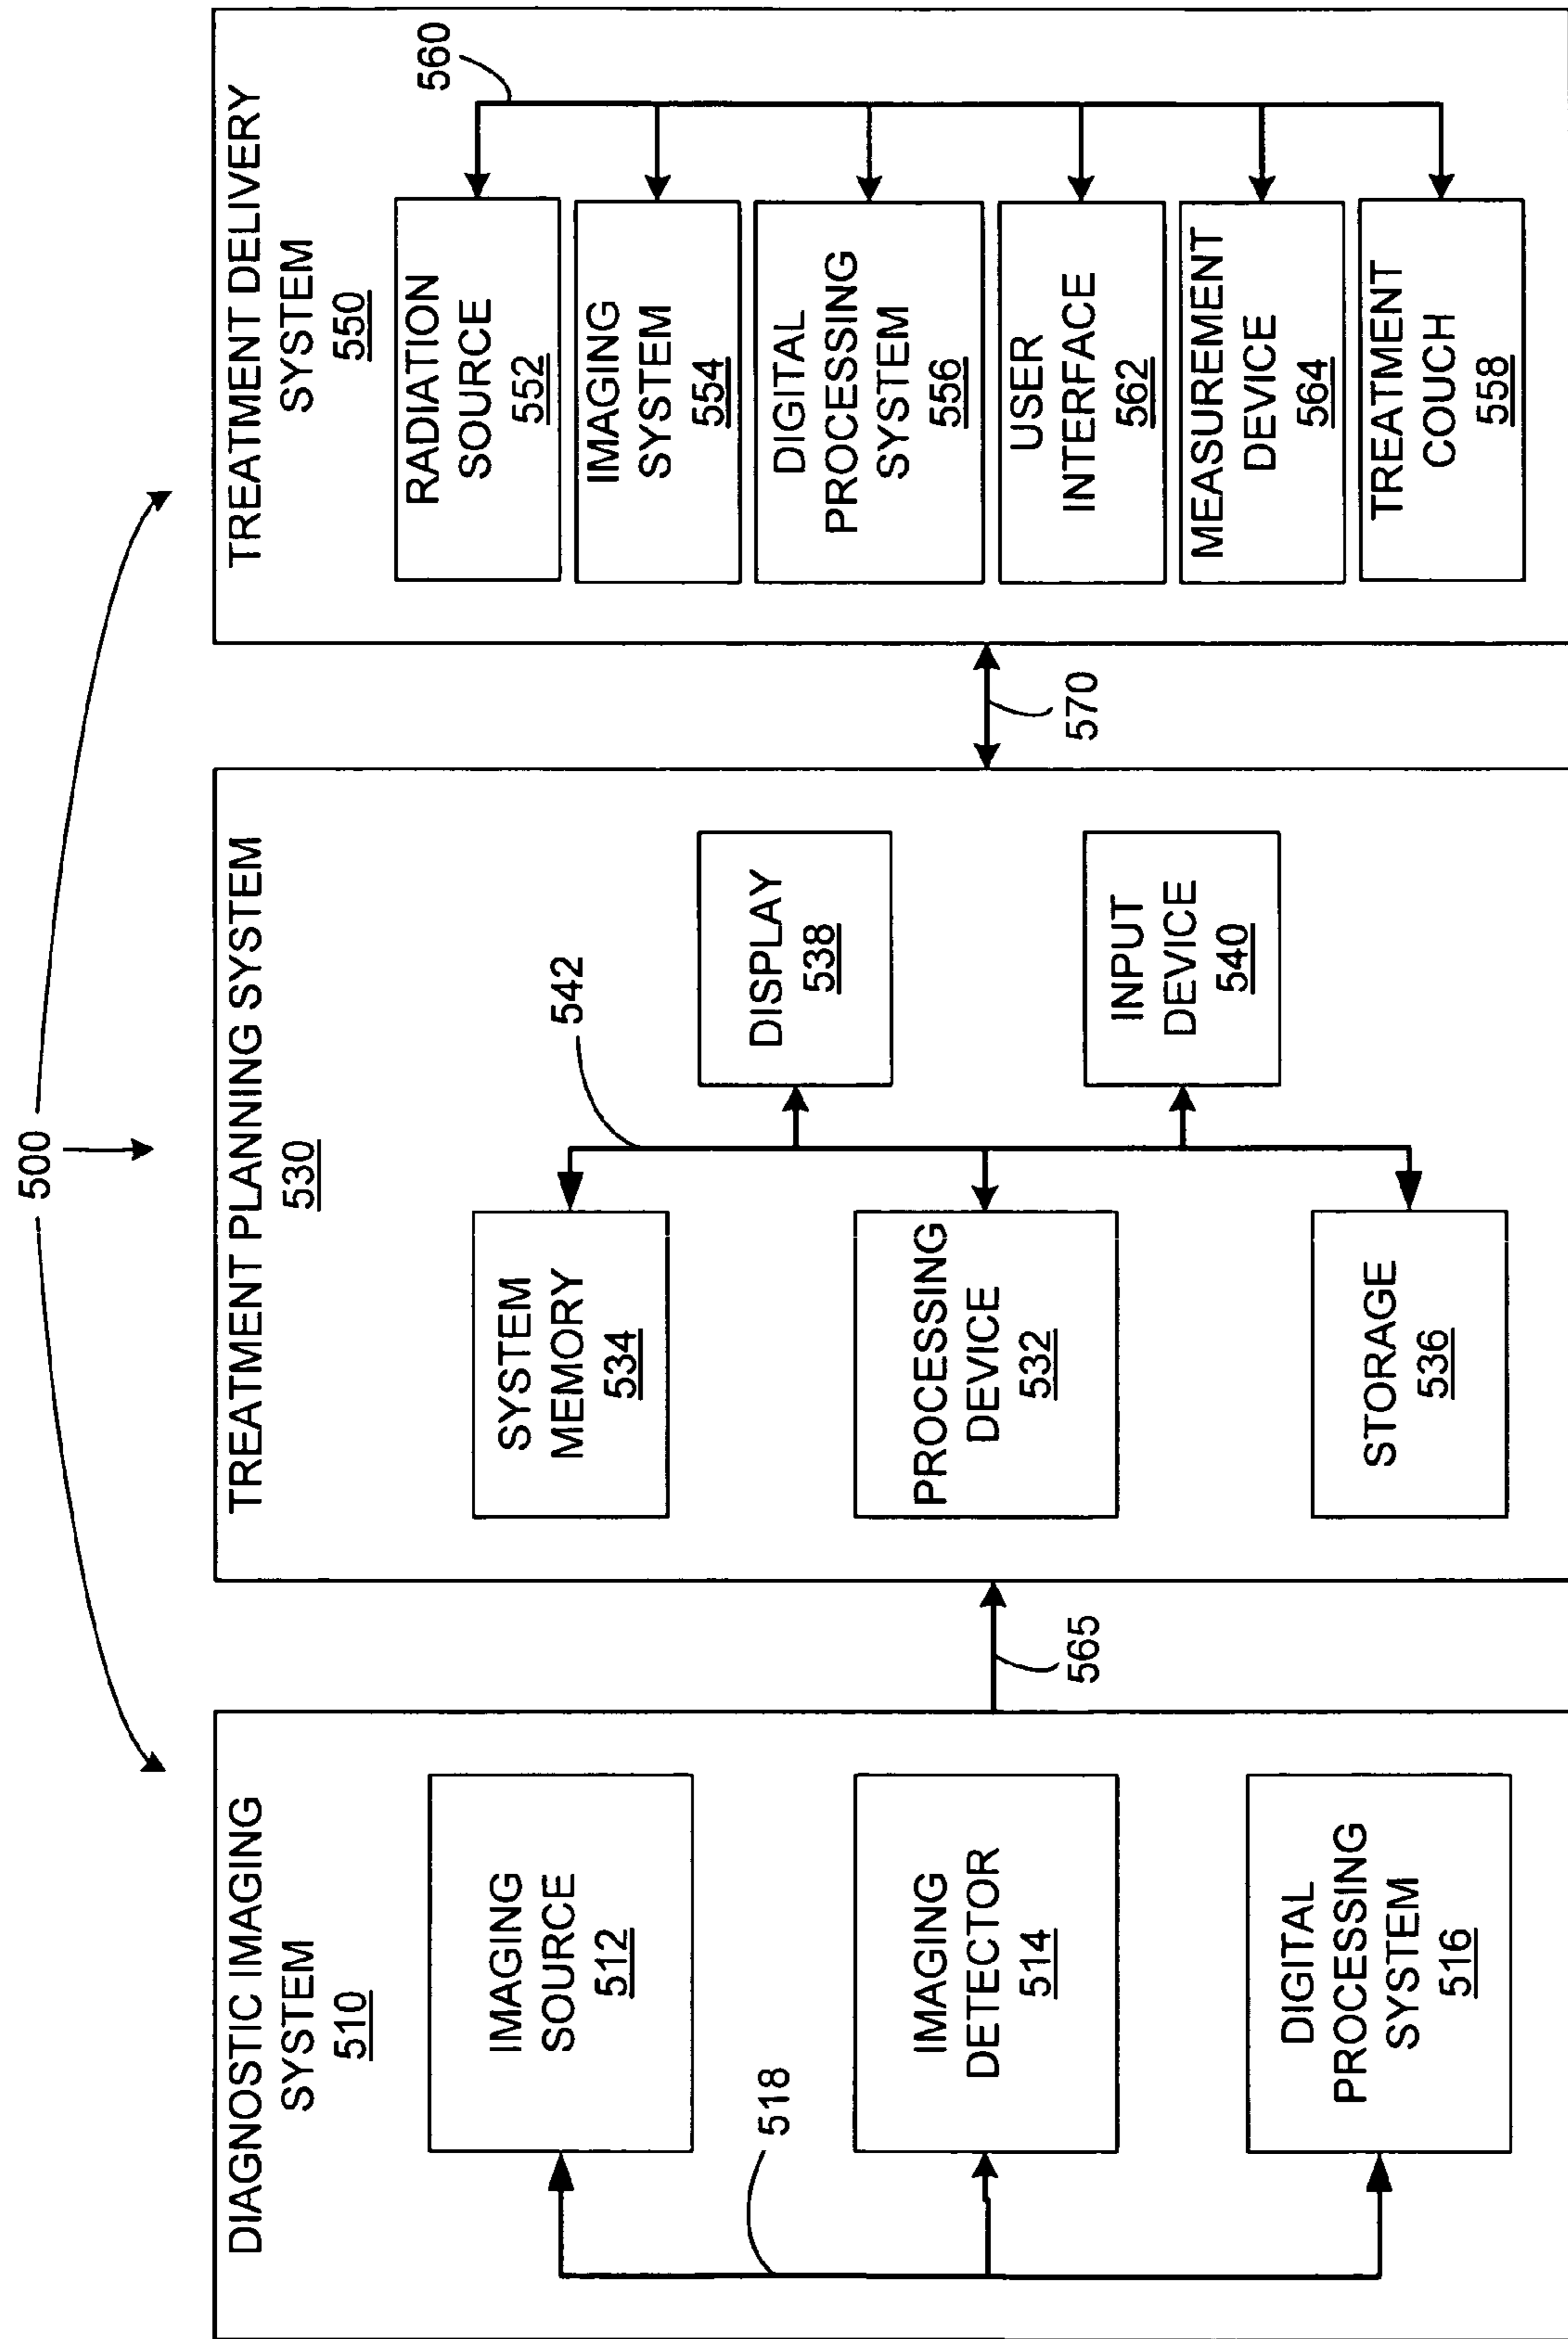 500
DIAGNOSTIC IMAGING
SYSTEM
510
IMAGING
SOURCE
512
518
IMAGING
DETECTOR
514
DIGITAL
PROCESSING
SYSTEM
516
565
TREATMENT PLANNING SYSTEM
530
542
SYSTEM
MEMORY
534
DISPLAY
538
PROCESSING
DEVICE
532
INPUT
DEVICE
540
STORAGE
536
570
TREATMENT DELIVERY
SYSTEM
550
560
RADIATION
SOURCE
552
IMAGING
SYSTEM
554
DIGITAL
PROCESSING
SYSTEM
556
USER
INTERFACE
562
MEASUREMENT
DEVICE
564
TREATMENT
COUCH
558